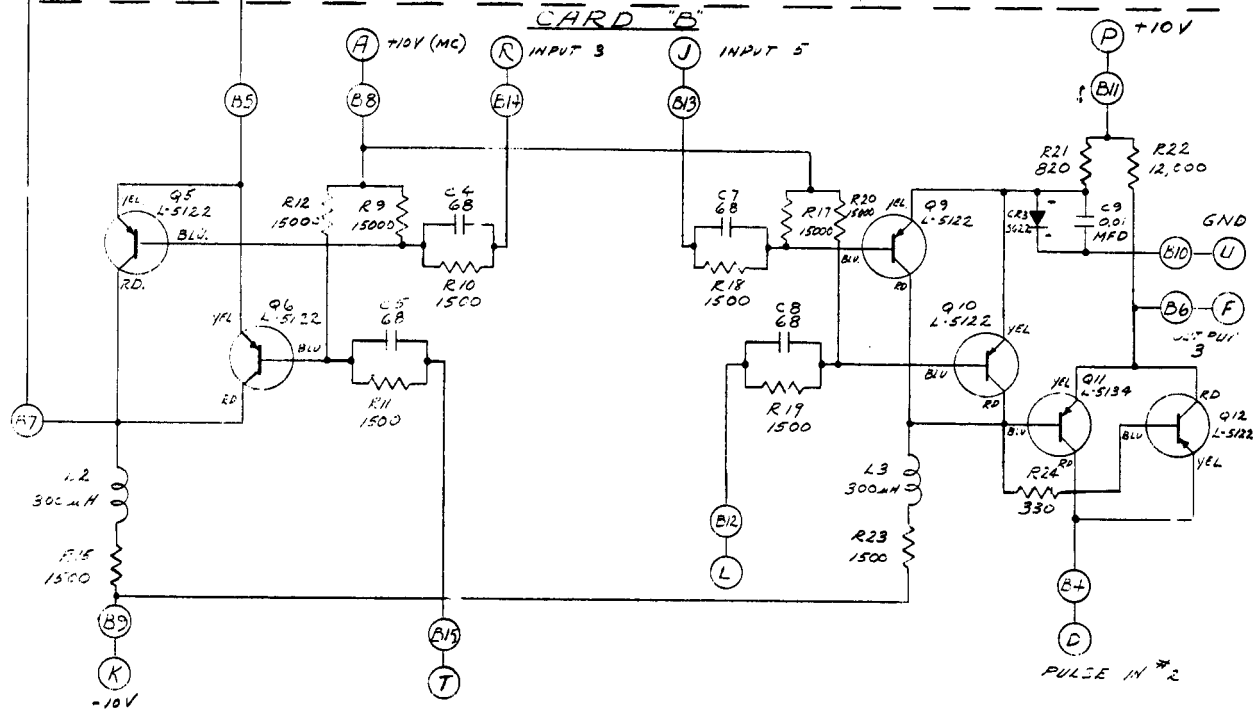 CARD "B"
A +10V (MC)
R INPUT 3
J INPUT 5
P +10V
B5
B8
B14
B13
B11
R21
820
R22
12,000
YEL
Q5
L-5122
BLU.
RD.
R12
15000
R9
15000
C4
68
R10
1500
C7
68
R18
1500
R17
15000
R20
15000
YEL
Q9
L-5122
BLU.
RD
CR3
C9
0.01
MFD
GND
B10
U
B6
F
3
YEL
Q6
L-5122
BLU
RD
C5
68
R11
1500
C8
68
R19
1500
Q10
L-5122
YEL
BLU
RD
YEL
Q11
L-5134
BLU
RD
RD
Q12
L-5122
BLU
YEL
B7
L2
300
R15
1500
L3
300
R24
330
R23
1500
B12
L
B9
K
-10V
B15
T
B4
D
PULSE IN #2